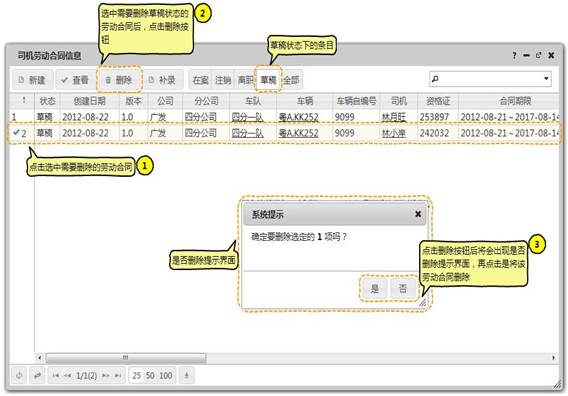 选中需要删除草稿状态的
劳动合同后，点击删除按
钮
2
草稿状态下的条目
司机劳动合同信息
新建 查看 删除 补录 在案 注销 离职 草稿 全部
! 状态 创建日期 版本 公司 分公司 车队 车辆 车辆自编号 司机 资格证 合同期限
1 草稿 2012-08-22 1.0 广发 四分公司 四分一队 粤A.KK252 9099 林月旺 253897 2012-08-21～2017-08-14
2 草稿 2012-08-22 1.0 广发 四分公司 四分一队 粤A.KK252 9099 林小岸 242032 2012-08-21～2017-08-14
点击选中需要删除的劳动合同
1
系统提示
确定要删除选定的 1 项吗？
是 否
是否删除提示界面
3
点击删除按钮后将会出现是否
删除提示界面，再点击是将该
劳动合同删除
1/1(2) 25 50 100